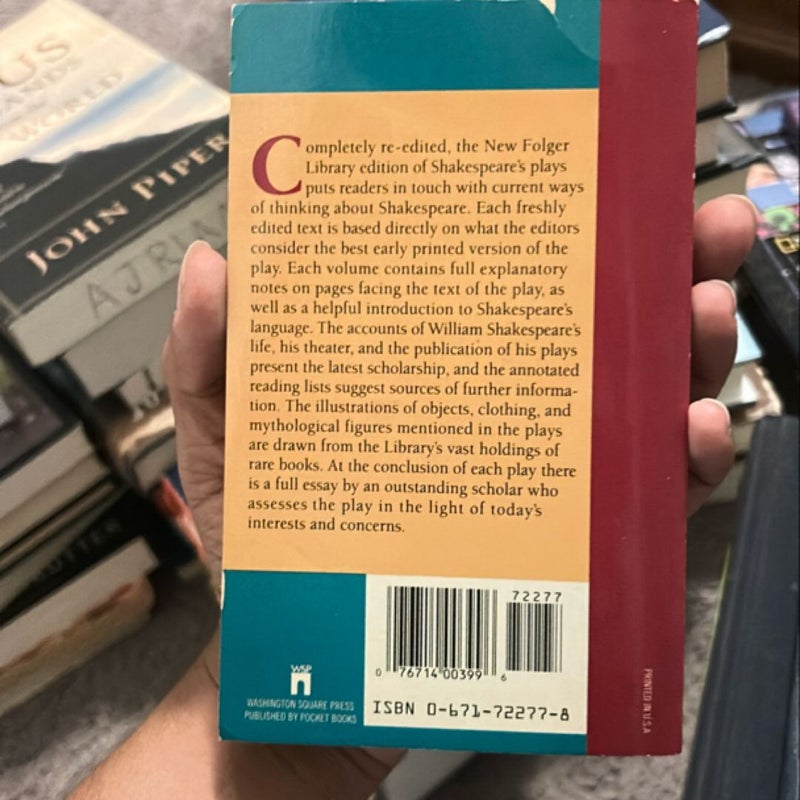 US
ANDS
WORLD
JOHN PIPER
AJ RYAN
Completely re-edited, the New Folger
Library edition of Shakespeare's plays
puts readers in touch with current ways
of thinking about Shakespeare. Each freshly
edited text is based directly on what the editors
consider the best early printed version of the
play. Each volume contains full explanatory
notes on pages facing the text of the play, as
well as a helpful introduction to Shakespeare's
language. The accounts of William Shakespeare's
life, his theater, and the publication of his plays
present the latest scholarship, and the annotated
reading lists suggest sources of further informa-
tion. The illustrations of objects, clothing, and
mythological figures mentioned in the plays
are drawn from the Library's vast holdings of
rare books. At the conclusion of each play there
is a full essay by an outstanding scholar who
assesses the play in the light of today's
interests and concerns.
72277
0 76714 00399 6
ISBN 0-671-72277-8
WSP
WASHINGTON SQUARE PRESS
PUBLISHED BY POCKET BOOKS
PRINTED IN U.S.A